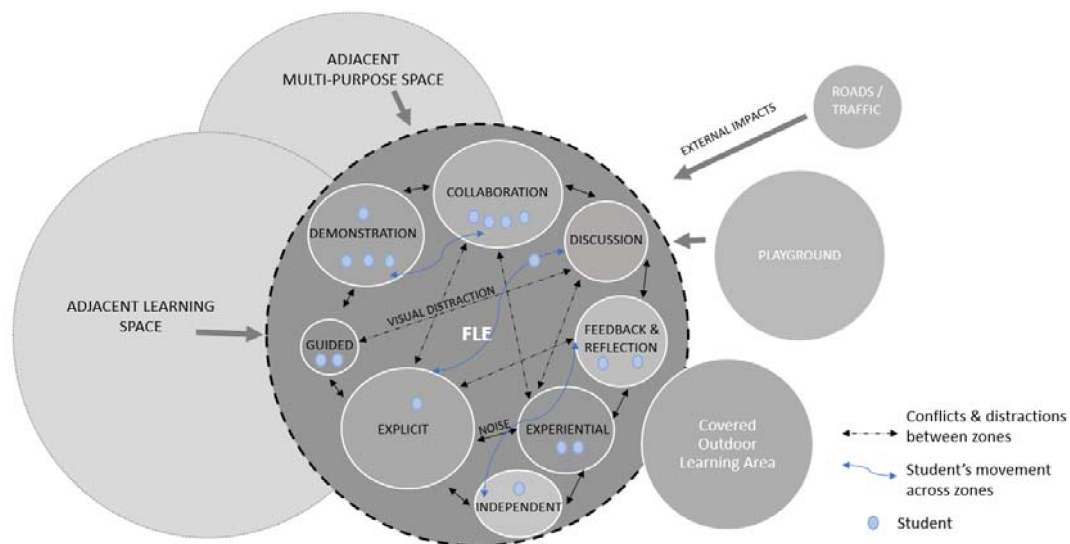 ADJACENT
MULTI-PURPOSE SPACE
ROADS /
TRAFFIC
EXTERNAL IMPACTS
COLLABORATION
DEMONSTRATION
DISCUSSION
PLAYGROUND
ADJACENT LEARNING
SPACE
VISUAL DISTRACTION
FLE
GUIDED
FEEDBACK &
REFLECTION
EXPLICIT
NOISE
EXPERIENTIAL
INDEPENDENT
Covered
Outdoor
Learning Area
Conflicts & distractions
between zones
Student's movement
across zones
Student